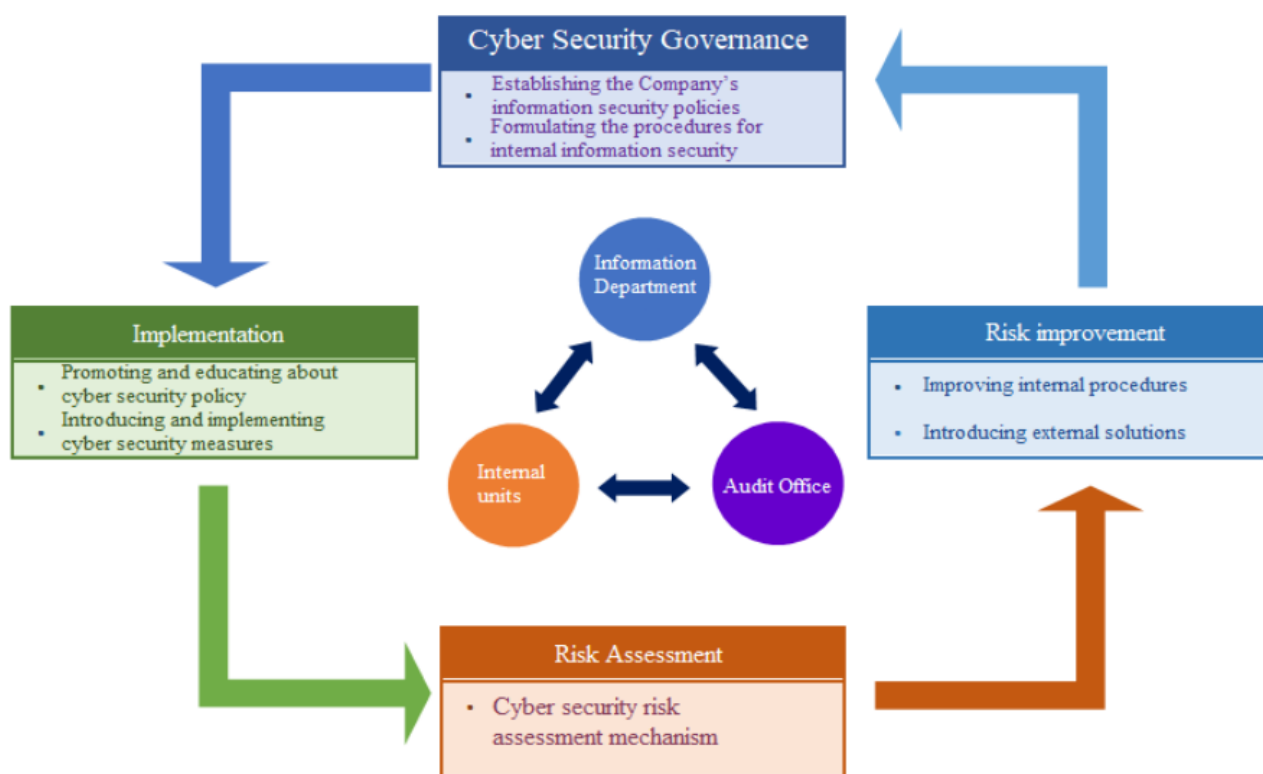 Cyber Security Governance
▪ Establishing the Company’s
information security policies
▪ Formulating the procedures for
internal information security
Information
Department
Implementation
▪ Promoting and educating about
cyber security policy
▪ Introducing and implementing
cyber security measures
Risk improvement
▪ Improving internal procedures
▪ Introducing external solutions
Internal
units
Audit Office
Risk Assessment
• Cyber security risk
assessment mechanism